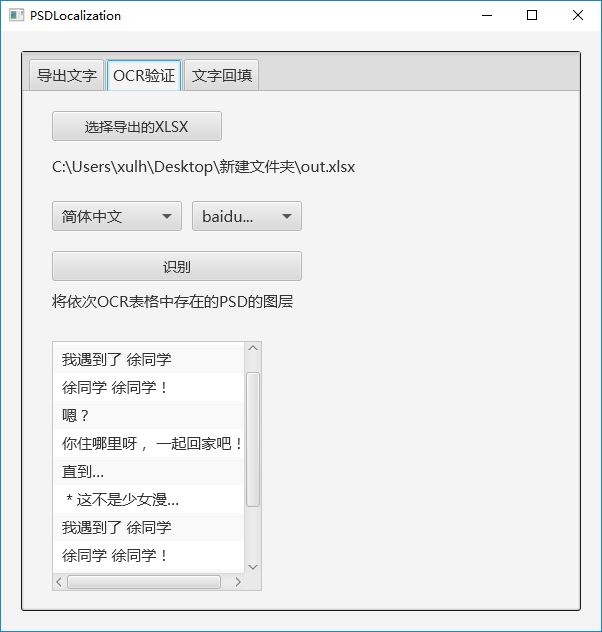 PSDLocalization
导出文字 OCR验证 文字回填
选择导出的XLSX
C:\Users\xulh\Desktop\新建文件夹\out.xlsx
简体中文 baidu...
识别
将依次OCR表格中存在的PSD的图层
我遇到了 徐同学
徐同学 徐同学！
嗯？
你住哪里呀， 一起回家吧！
直到...
* 这不是少女漫...
我遇到了 徐同学
徐同学 徐同学！